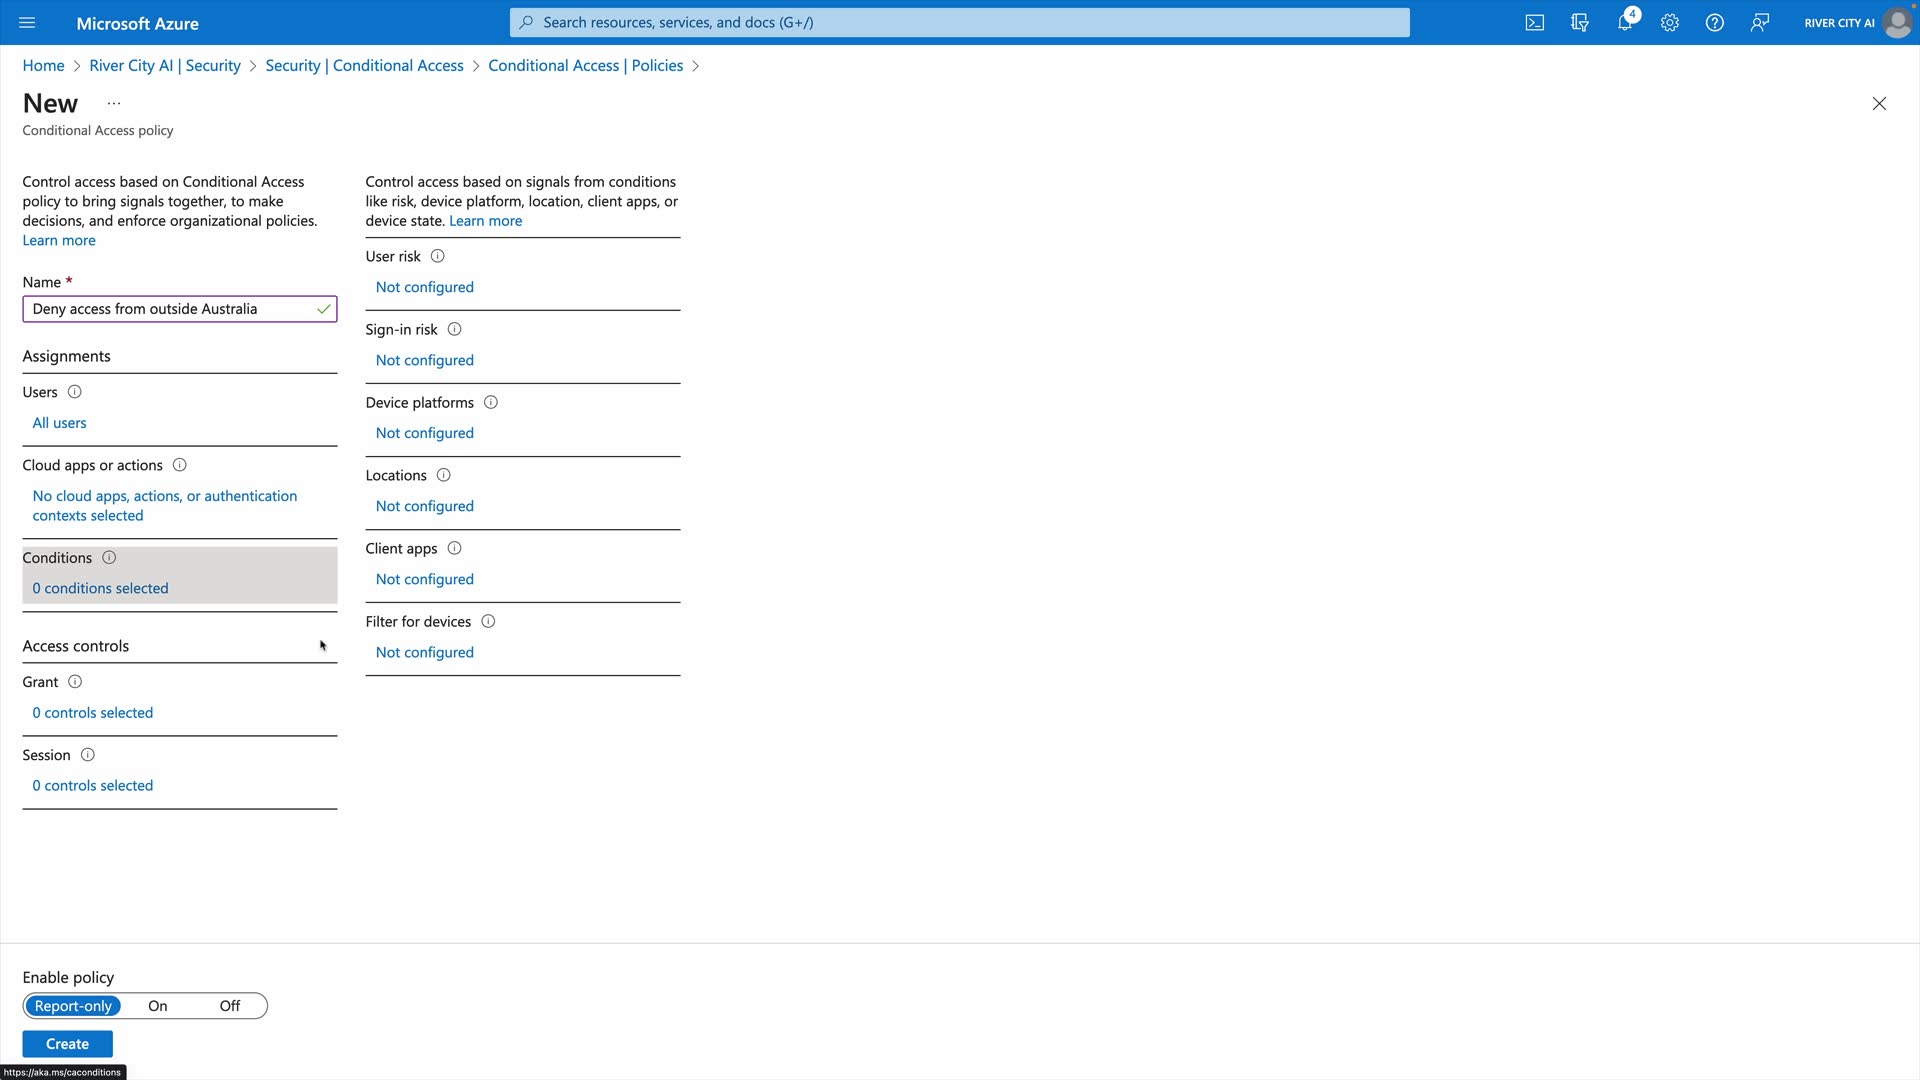 Microsoft Azure
Search resources, services, and docs (G+/)
4
RIVER CITY AI
Home > River City AI | Security > Security | Conditional Access > Conditional Access | Policies >
New ...
Conditional Access policy
Control access based on Conditional Access
policy to bring signals together, to make
decisions, and enforce organizational policies.
Learn more
Name *
Deny access from outside Australia
Assignments
Users
All users
Cloud apps or actions
No cloud apps, actions, or authentication
contexts selected
Conditions
0 conditions selected
Access controls
Grant
0 controls selected
Session
0 controls selected
Control access based on signals from conditions
like risk, device platform, location, client apps, or
device state. Learn more
User risk
Not configured
Sign-in risk
Not configured
Device platforms
Not configured
Locations
Not configured
Client apps
Not configured
Filter for devices
Not configured
Enable policy
Report-only On Off
Create
https://aka.ms/caconditions